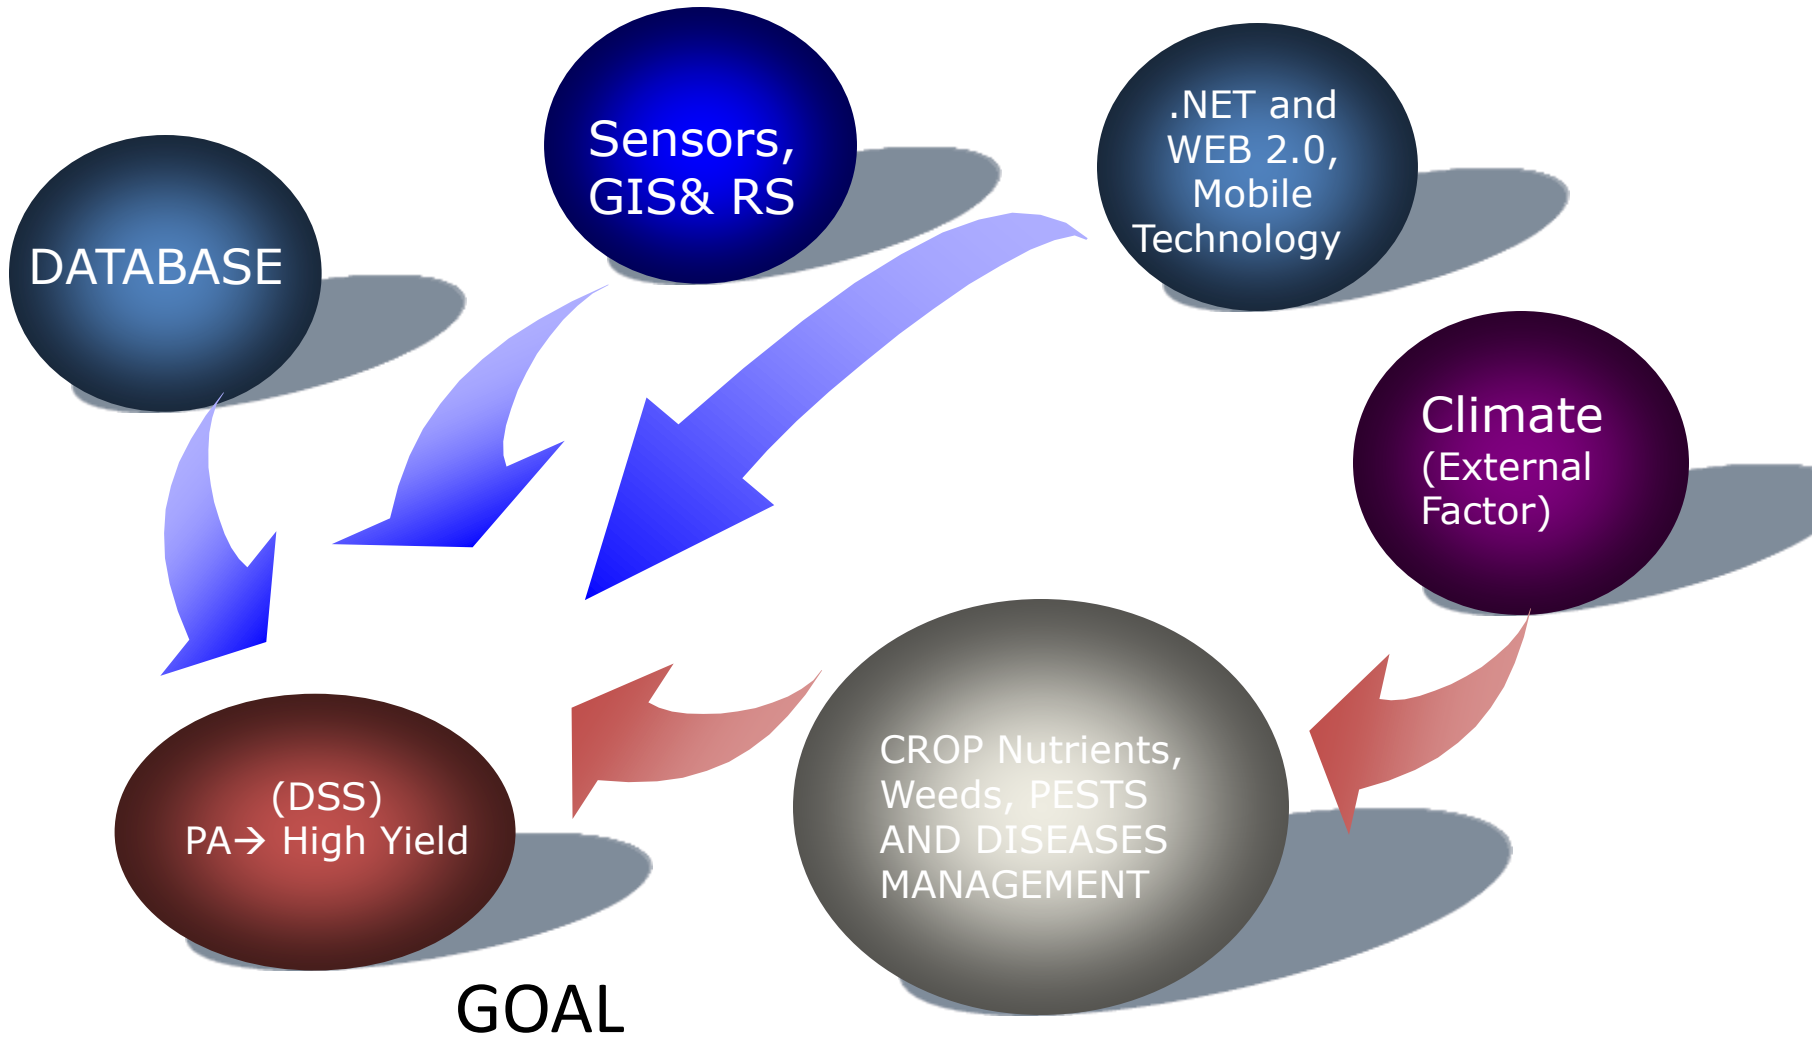 DATABASE
Sensors,
GIS& RS
.NET and
WEB 2.0,
Mobile
Technology
Climate
(External
Factor)
CROP Nutrients,
Weeds, PESTS
AND DISEASES
MANAGEMENT
(DSS)
PA→ High Yield
GOAL